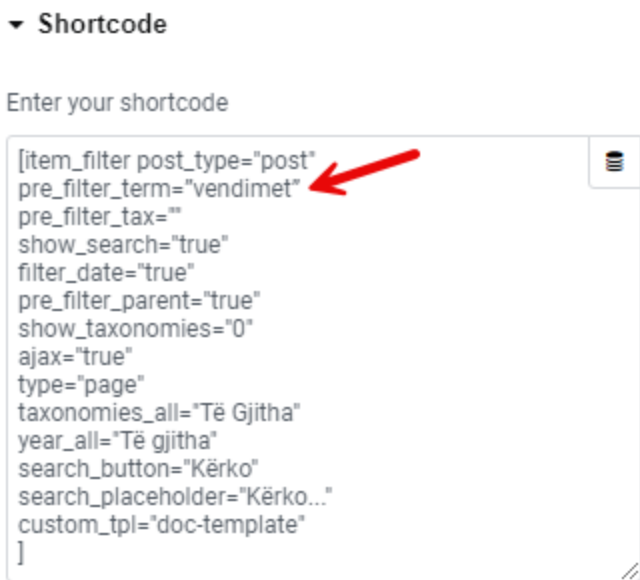 Shortcode
Enter your shortcode
[item_filter post_type="post"
pre_filter_term="vendimet"
pre_filter_tax=""
show_search="true"
filter_date="true"
pre_filter_parent="true"
show_taxonomies="0"
ajax="true"
type="page"
taxonomies_all="Të Gjitha"
year_all="Të gjitha"
search_button="Kërko"
search_placeholder="Kërko..."
custom_tpl="doc-template"
]